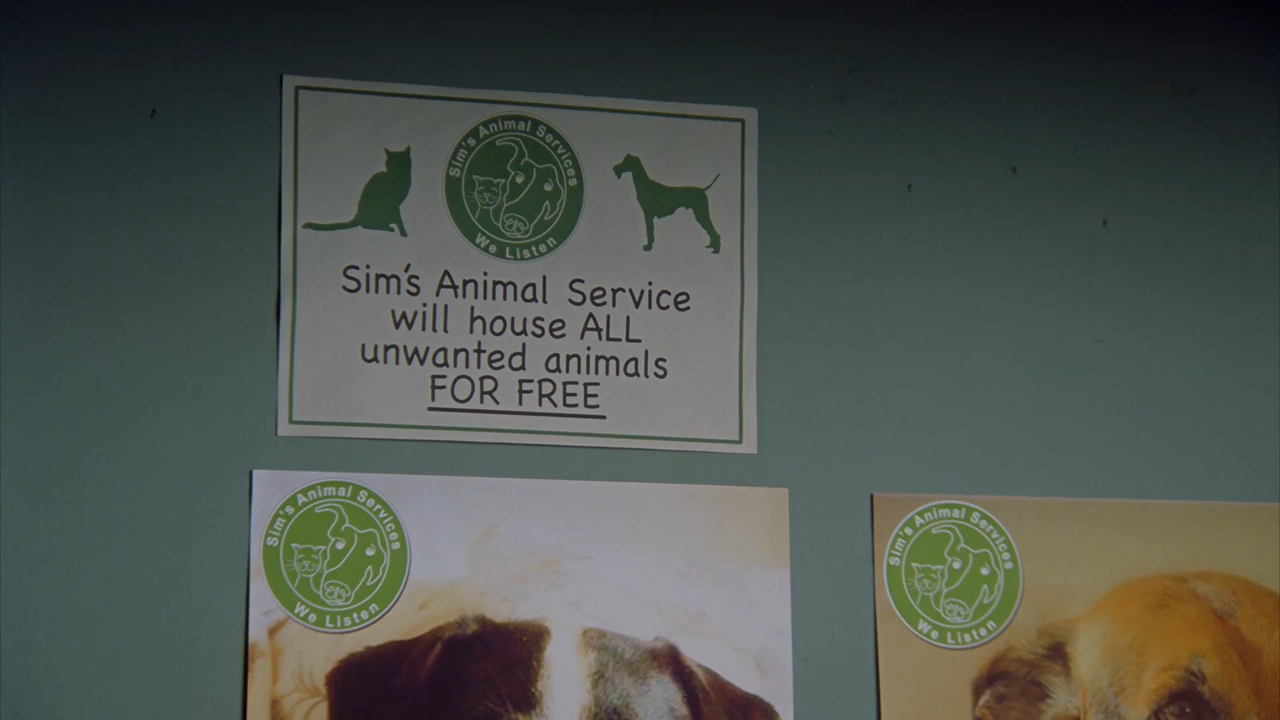 Sim's Animal Services
We Listen
Sim's Animal Service
will house ALL
unwanted animals
FOR FREE
Sim's Animal Services
We Listen
Sim's Animal Services
We Listen